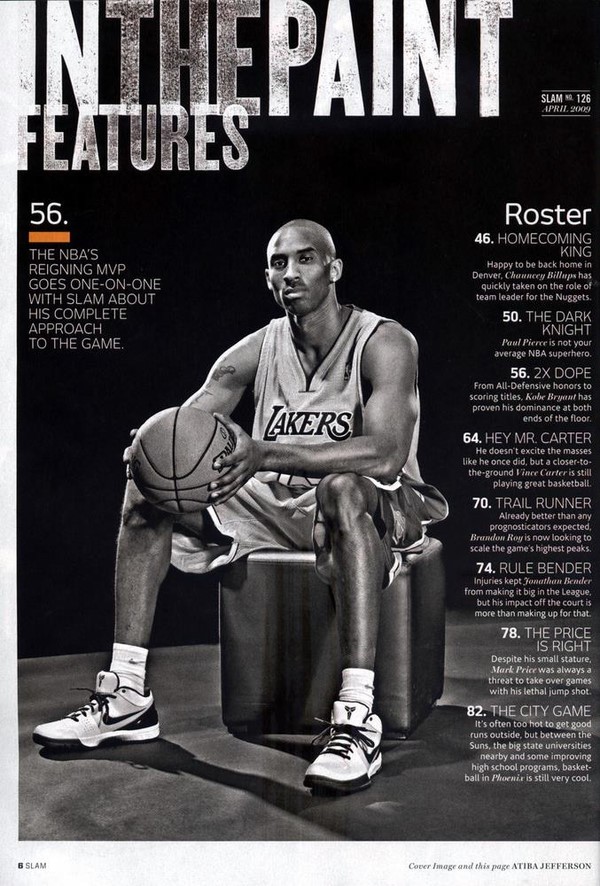 INTHEPAINT
FEATURES
SLAM NO. 126
APRIL 2009
56.
THE NBA'S
REIGNING MVP
GOES ONE-ON-ONE
WITH SLAM ABOUT
HIS COMPLETE
APPROACH
TO THE GAME.
LAKERS
Roster
46. HOMECOMING
KING
Happy to be back home in
Denver, Chauncey Billups has
quickly taken on the role of
team leader for the Nuggets.
50. THE DARK
KNIGHT
Paul Pierce is not your
average NBA superhero.
56. 2X DOPE
From All-Defensive honors to
scoring titles, Kobe Bryant has
proven his dominance at both
ends of the floor.
64. HEY MR. CARTER
He doesn't excite the masses
like he once did, but a closer-to-
the-ground Vince Carter is still
playing great basketball.
70. TRAIL RUNNER
Already better than any
prognosticators expected,
Brandon Roy is now looking to
scale the game's highest peaks.
74. RULE BENDER
Injuries kept Jonathan Bender
from making it big in the League,
but his impact off the court is
more than making up for that.
78. THE PRICE
IS RIGHT
Despite his small stature,
Mark Price was always a
threat to take over games
with his lethal jump shot.
82. THE CITY GAME
It's often too hot to get good
runs outside, but between the
Suns, the big state universities
nearby and some improving
high school programs, basket-
ball in Phoenix is still very cool.
6 SLAM
Cover Image and this page ATIBA JEFFERSON